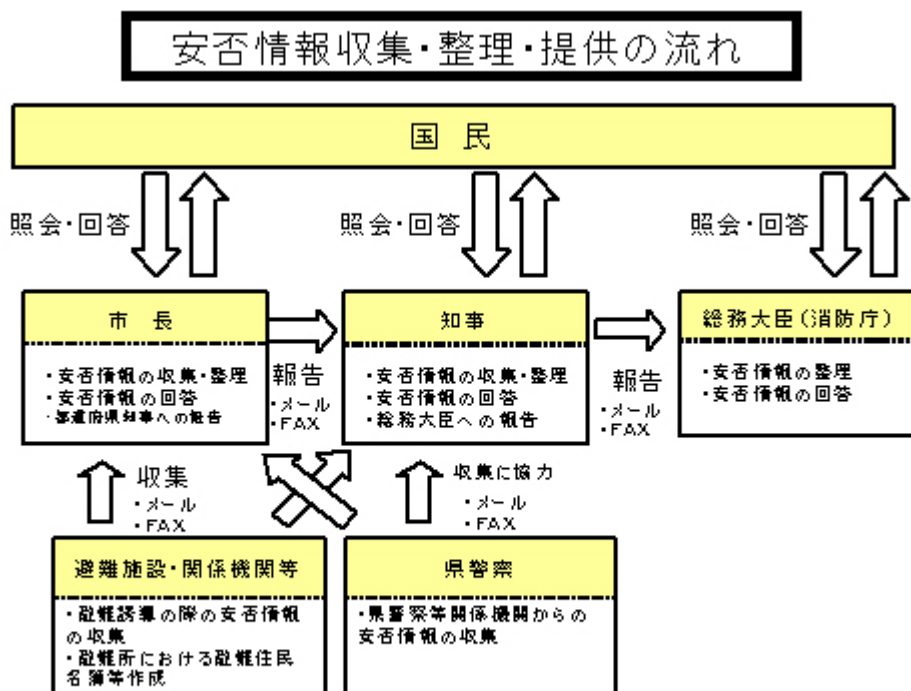 安否情報収集・整理・提供の流れ
国 民
照会・回答
照会・回答
照会・回答
市 長
・安否情報の収集・整理
・安否情報の回答
・都道府県知事への報告
報告
・メール
・FAX
知事
・安否情報の収集・整理
・安否情報の回答
・総務大臣への報告
報告
・メール
・FAX
総務大臣(消防庁)
・安否情報の整理
・安否情報の回答
収集
・メール
・FAX
収集に協力
・メール
・FAX
避難施設・関係機関等
・避難誘導の際の安否情報
の収集
・避難所における避難住民
名簿等作成
県警察
・県警察等関係機関からの
安否情報の収集